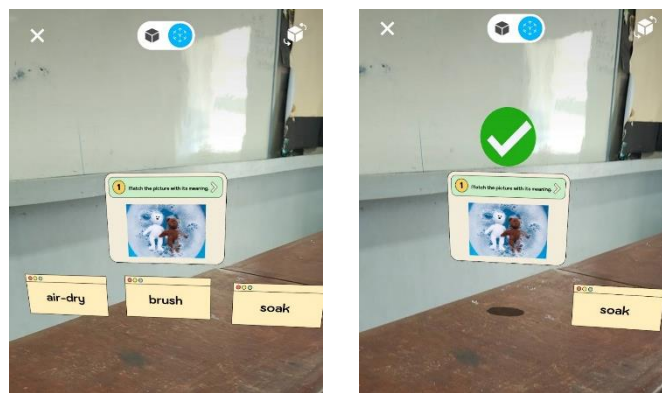 1 Match the picture with its meaning.
air-dry
brush
soak
1 Match the picture with its meaning.
soak